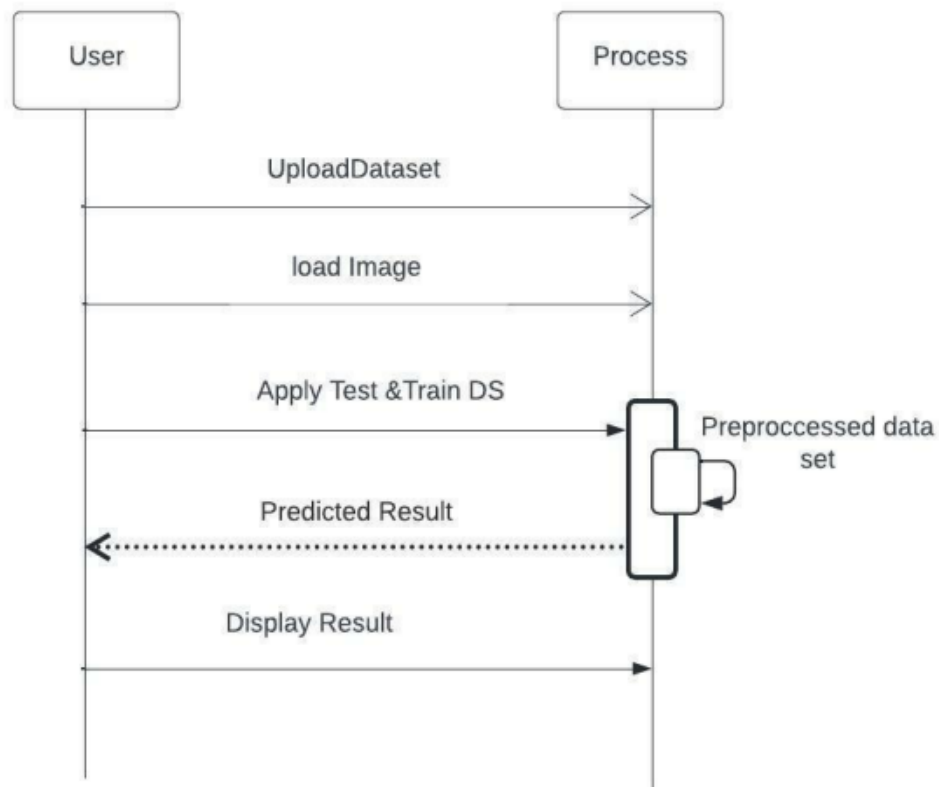 User
Process
UploadDataset
load Image
Apply Test &Train DS
Preproccessed data
set
Predicted Result
Display Result